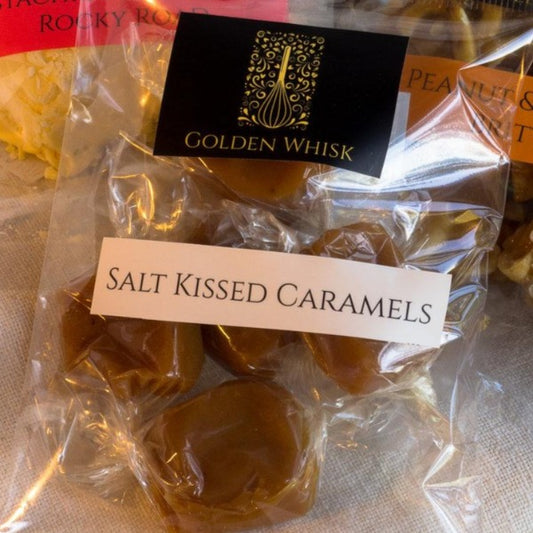 ROCKY ROAD
GOLDEN WHISK
PEANUT &
SALT KISSED CARAMELS